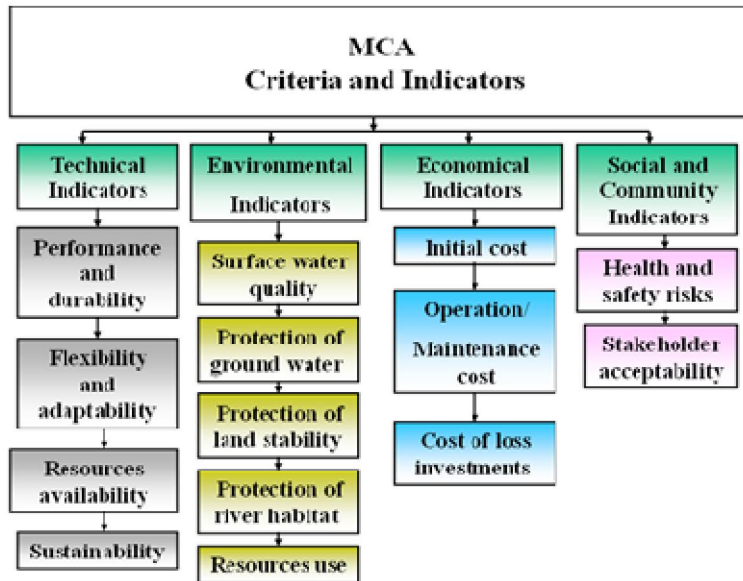 MCA
Criteria and Indicators
Technical
Indicators
Performance
and
durability
Flexibility
and
adaptability
Resources
availability
Sustainability
Environmental
Indicators
Surface water
quality
Protection of
ground water
Protection of
land stability
Protection of
river habitat
Resources use
Economical
Indicators
Initial cost
Operation/
Maintenance
cost
Cost of loss
investments
Social and
Community
Indicators
Health and
safety risks
Stakeholder
acceptability